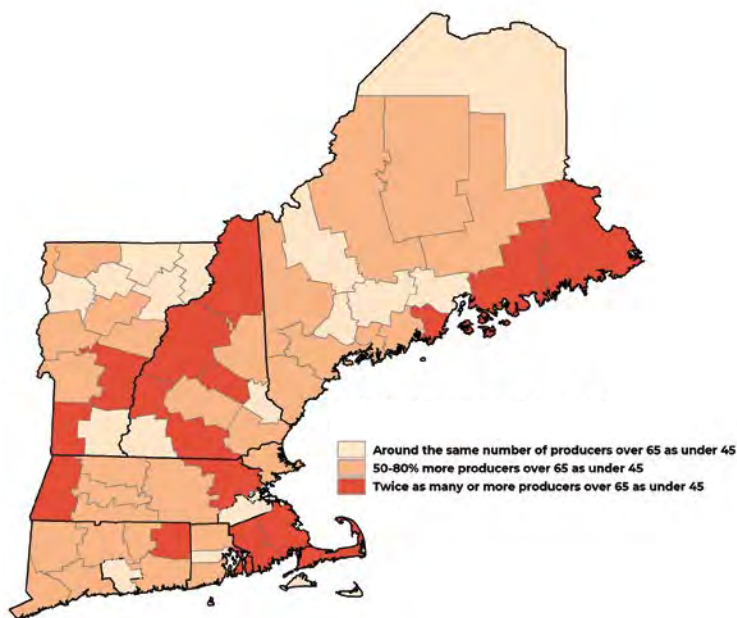 Around the same number of producers over 65 as under 45
50-80% more producers over 65 as under 45
Twice as many or more producers over 65 as under 45